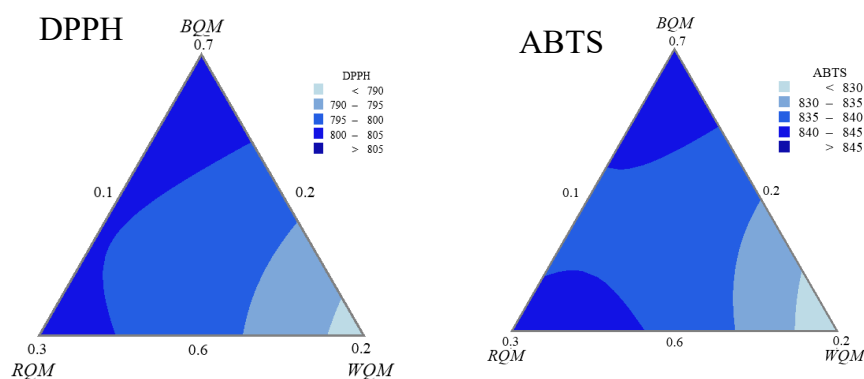 DPPH
BQM
0.7
DPPH
< 790
790 – 795
795 – 800
800 – 805
> 805
0.1
0.2
0.3
0.6
0.2
RQM
WQM
ABTS
BQM
0.7
ABTS
< 830
830 – 835
835 – 840
840 – 845
> 845
0.1
0.2
0.3
0.6
0.2
RQM
WQM